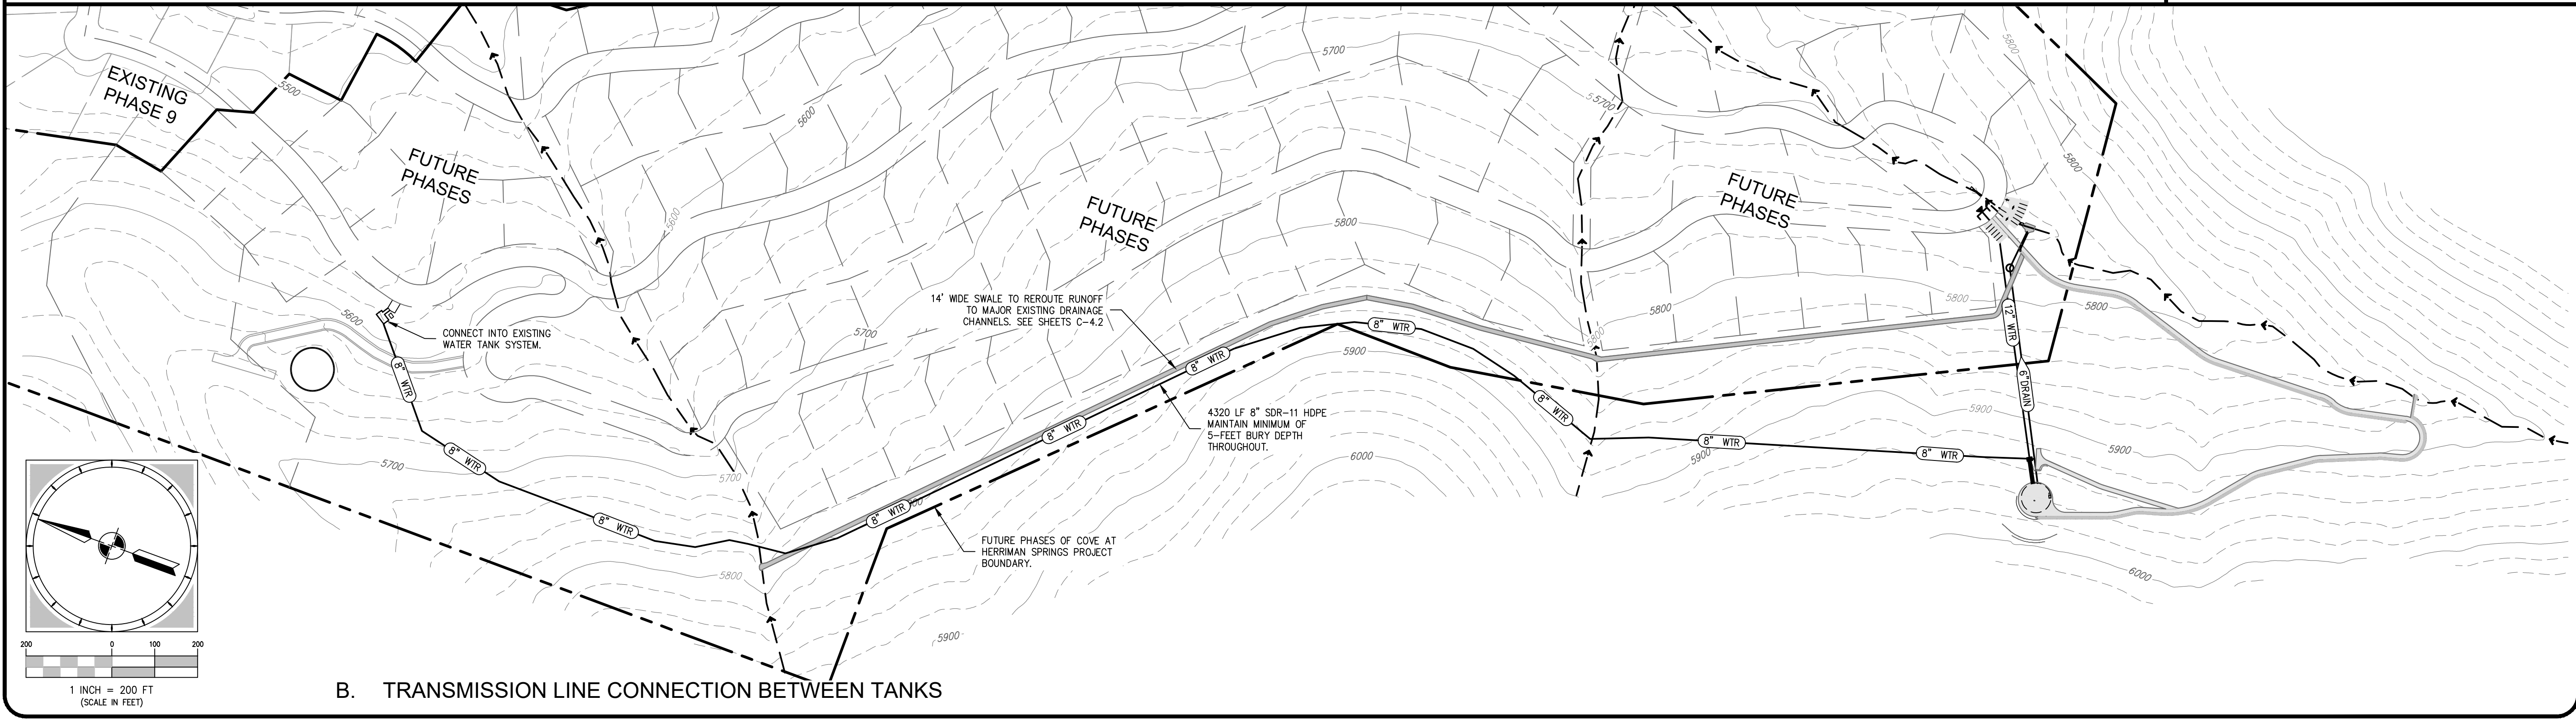 EXISTING
PHASE 9
5500
FUTURE
PHASES
5600
5600
5700
FUTURE
PHASES
5800
5700
FUTURE
PHASES
5800
5800
5800
5800
5800
5800
5600
CONNECT INTO EXISTING
WATER TANK SYSTEM.
5700
14' WIDE SWALE TO REROUTE RUNOFF
TO MAJOR EXISTING DRAINAGE
CHANNELS. SEE SHEETS C-4.2
8" WTR
8" WTR
8" WTR
8" WTR
8" WTR
8" WTR
8" WTR
8" WTR
8" WTR
8" WTR
12" WTR
6"DRAIN
5900
4320 LF 8" SDR-11 HDPE
MAINTAIN MINIMUM OF
5-FEET BURY DEPTH
THROUGHOUT.
6000
5900
5900
5900
5700
5700
5800
FUTURE PHASES OF COVE AT
HERRIMAN SPRINGS PROJECT
BOUNDARY.
5900
6000
200 0 100 200
1 INCH = 200 FT
(SCALE IN FEET)
B. TRANSMISSION LINE CONNECTION BETWEEN TANKS